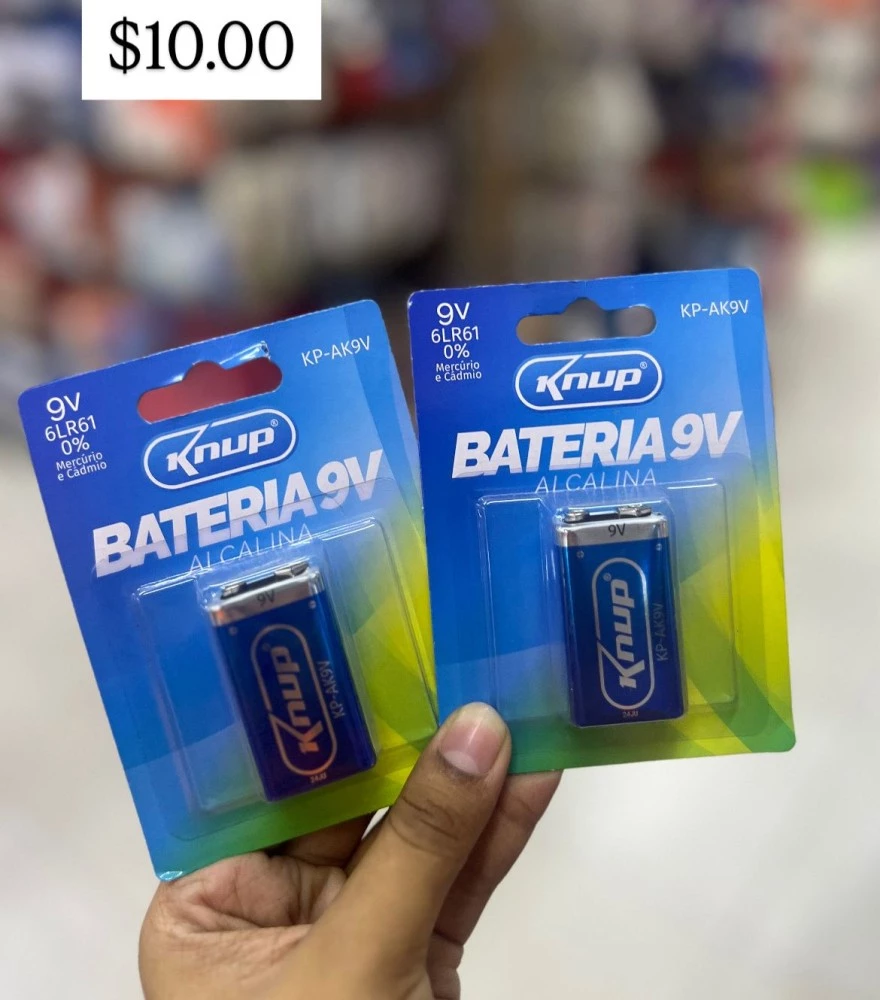 $10.00
9V
6LR61
0%
Mercúrio
e Cádmio
KP-AK9V
Knup®
BATERIA 9V
ALCALINA
9V
Knup®
KP-AK9V
9V
6LR61
0%
Mercúrio
e Cádmio
KP-AK9V
Knup®
BATERIA 9V
ALCALINA
9V
Knup®
KP-AK9V